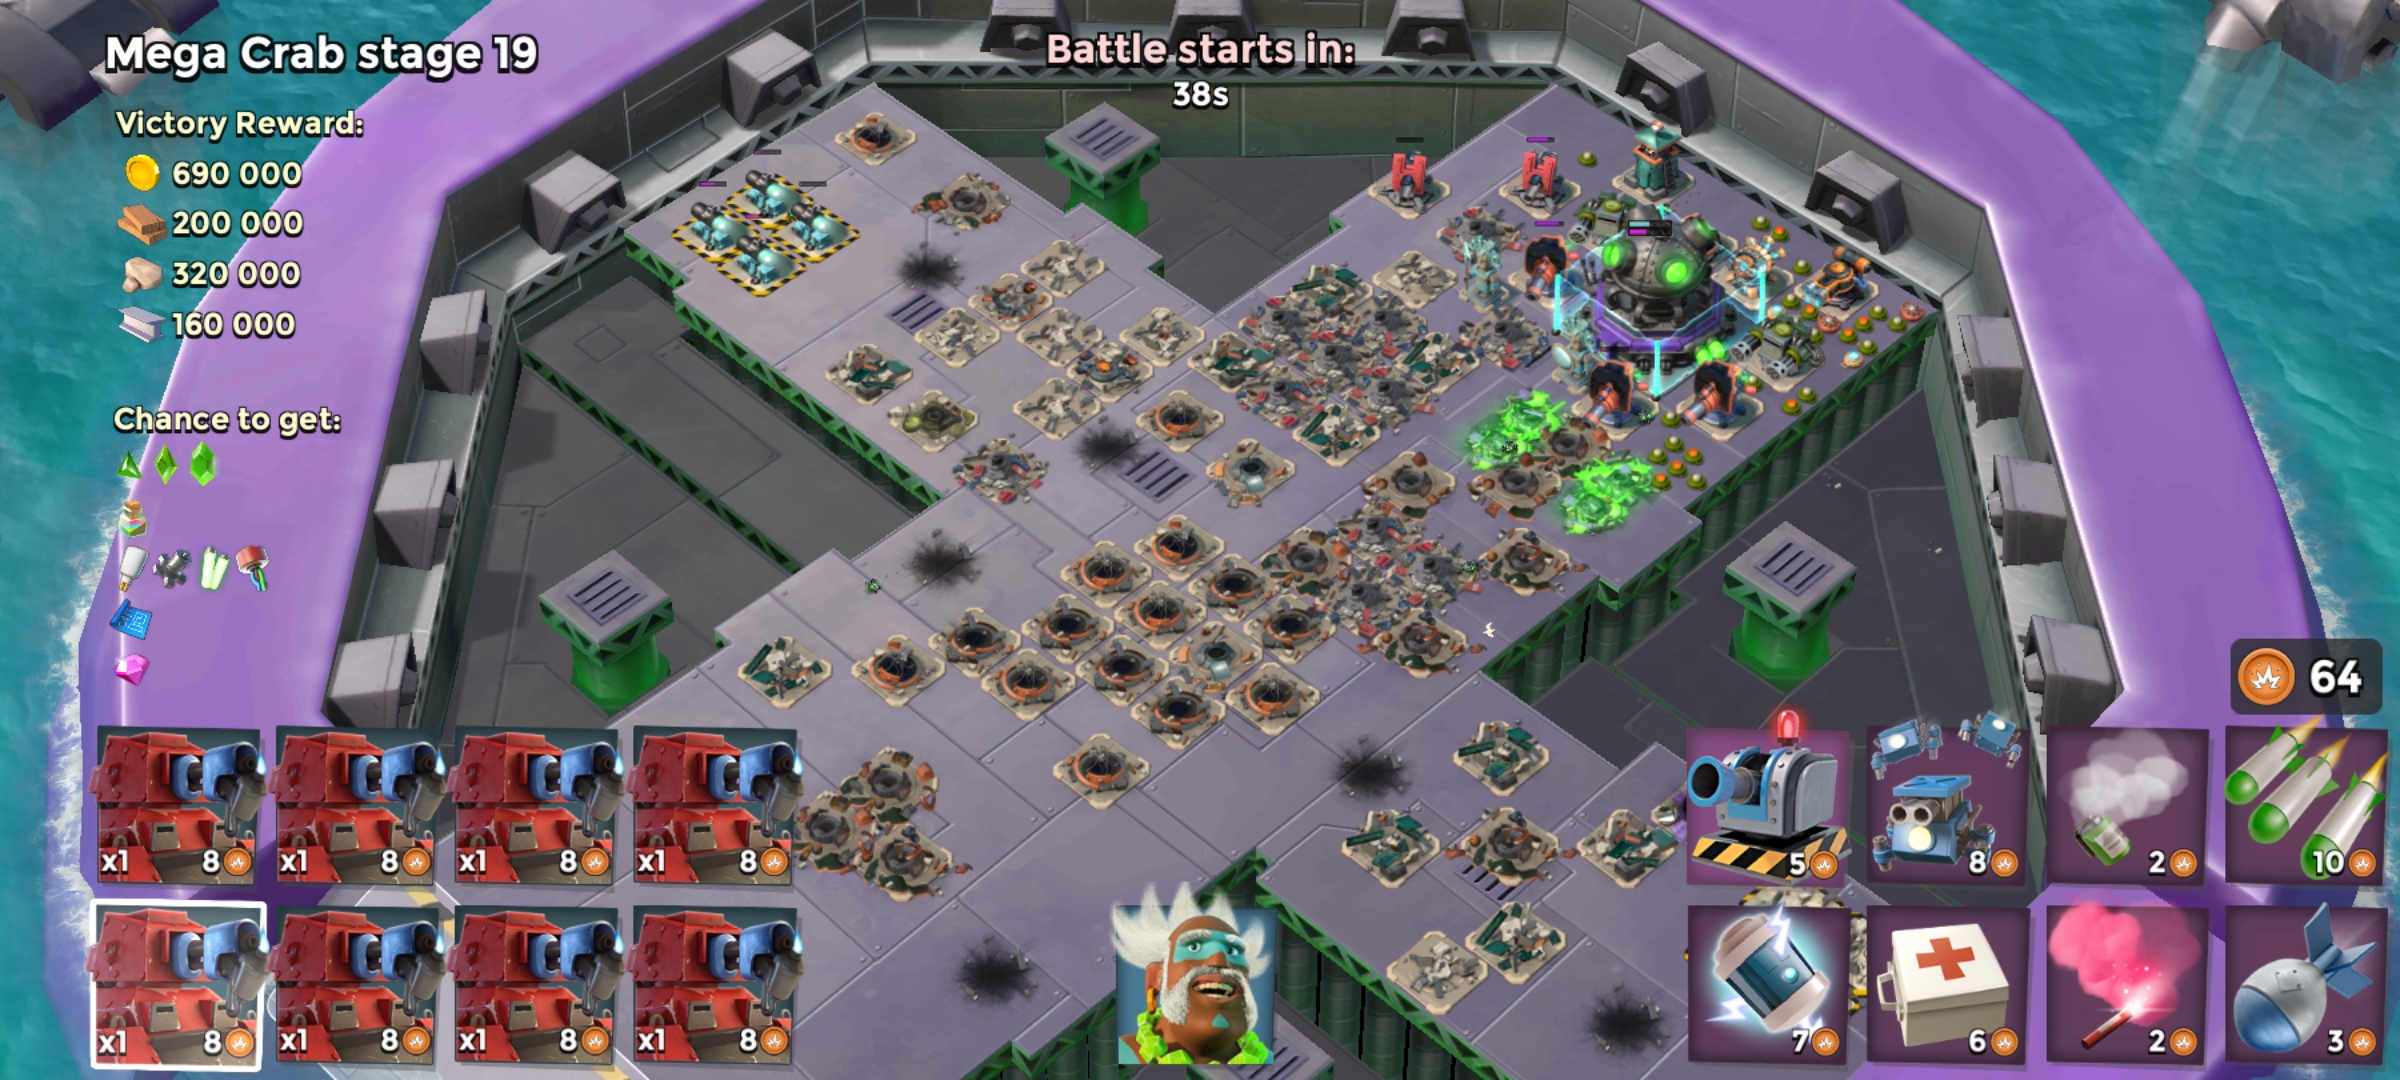 Mega Crab stage 19
Battle starts in:
38s
Victory Reward:
690 000
200 000
320 000
160 000
Chance to get:
64
x1 8
x1 8
x1 8
x1 8
5
8
2
10
x1 8
x1 8
x1 8
x1 8
7
6
2
3